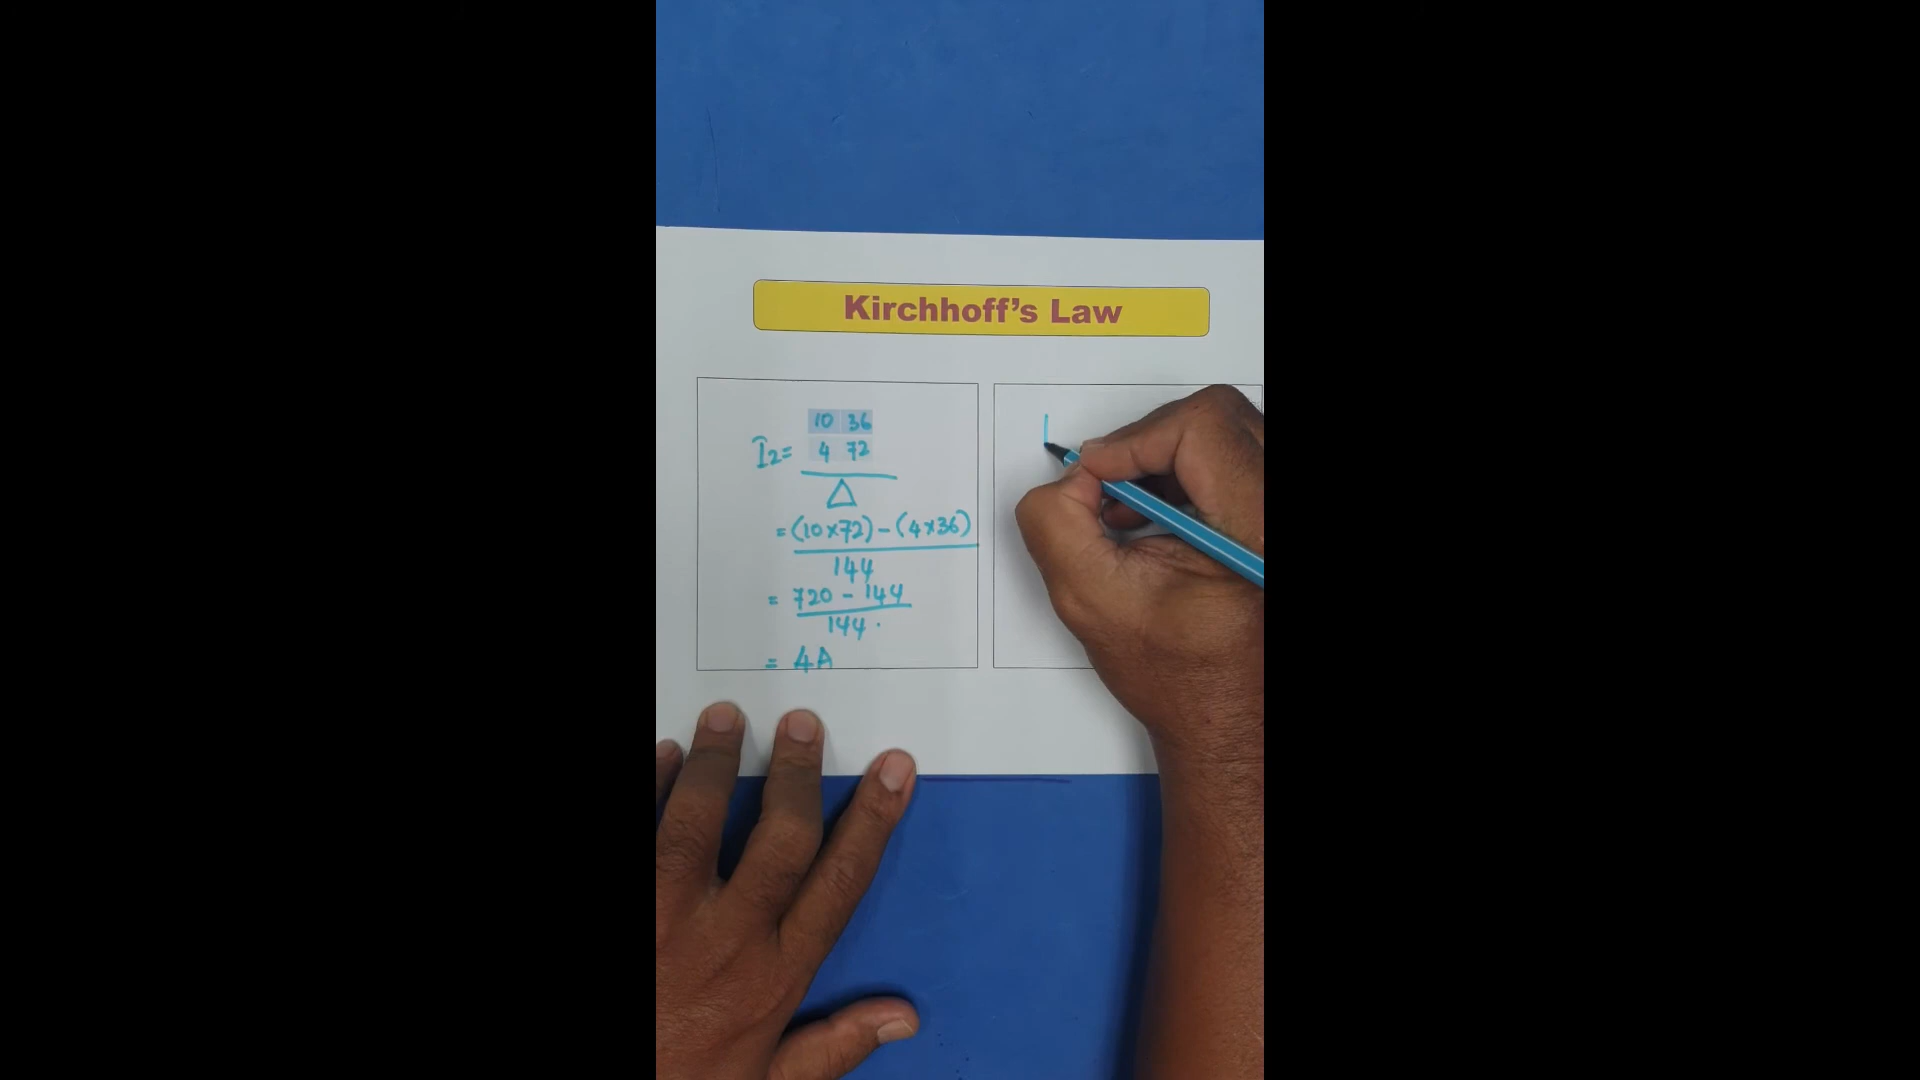 Kirchhoff's Law
10 36
I2=
4 72
Δ
=(10×72)-(4×36)
144
= 720 - 144
144.
= 4A